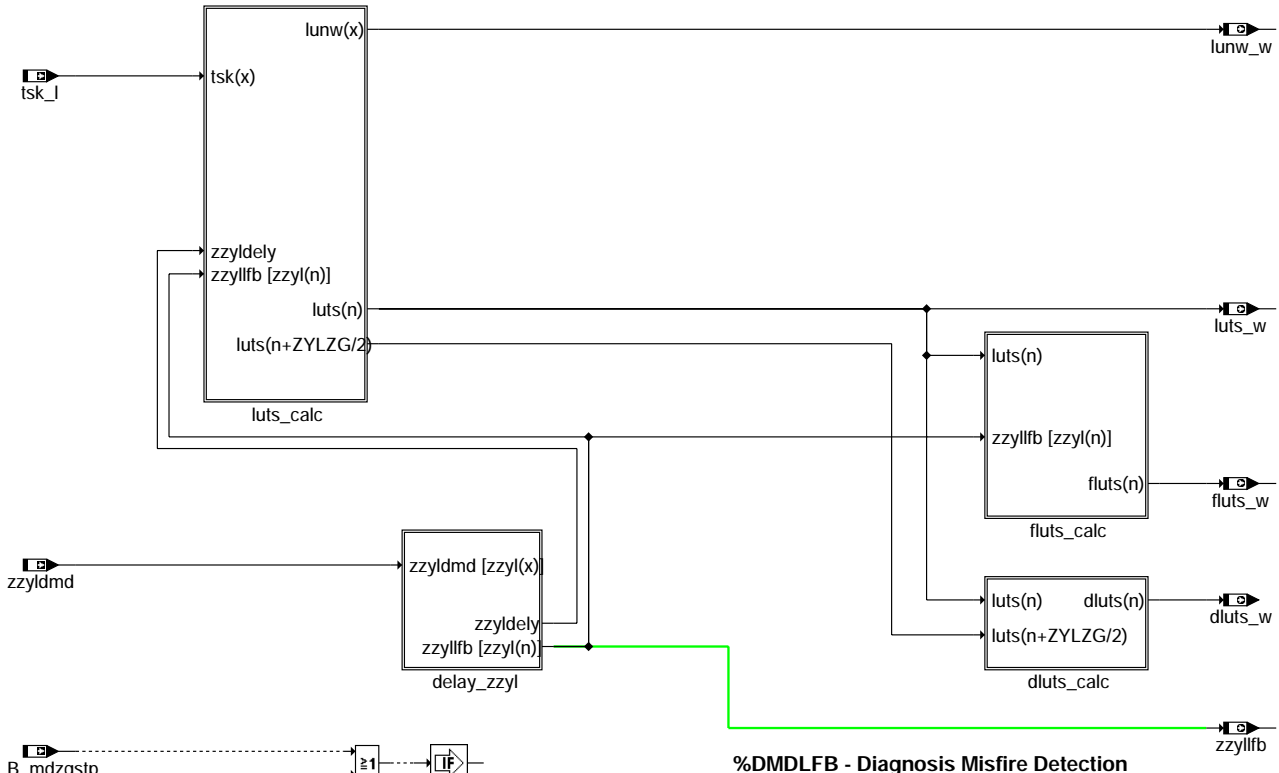 lunw(x)
lunw_w
tsk(x)
tsk_l
zzyldely
zzyllfb [zzyl(n)]
luts(n)
luts_w
luts(n+ZYLZG/2)
luts(n)
luts_calc
zzyllfb [zzyl(n)]
fluts(n)
fluts_w
fluts_calc
zzyldmd
zzyldmd [zzyl(x)]
luts(n)
dluts(n)
dluts_w
zzyldely
luts(n+ZYLZG/2)
zzyllfb [zzyl(n)]
delay_zzyl
dluts_calc
zzyllfb
B_mdzgstp
≥1
IF
%DMDLFB - Diagnosis Misfire Detection